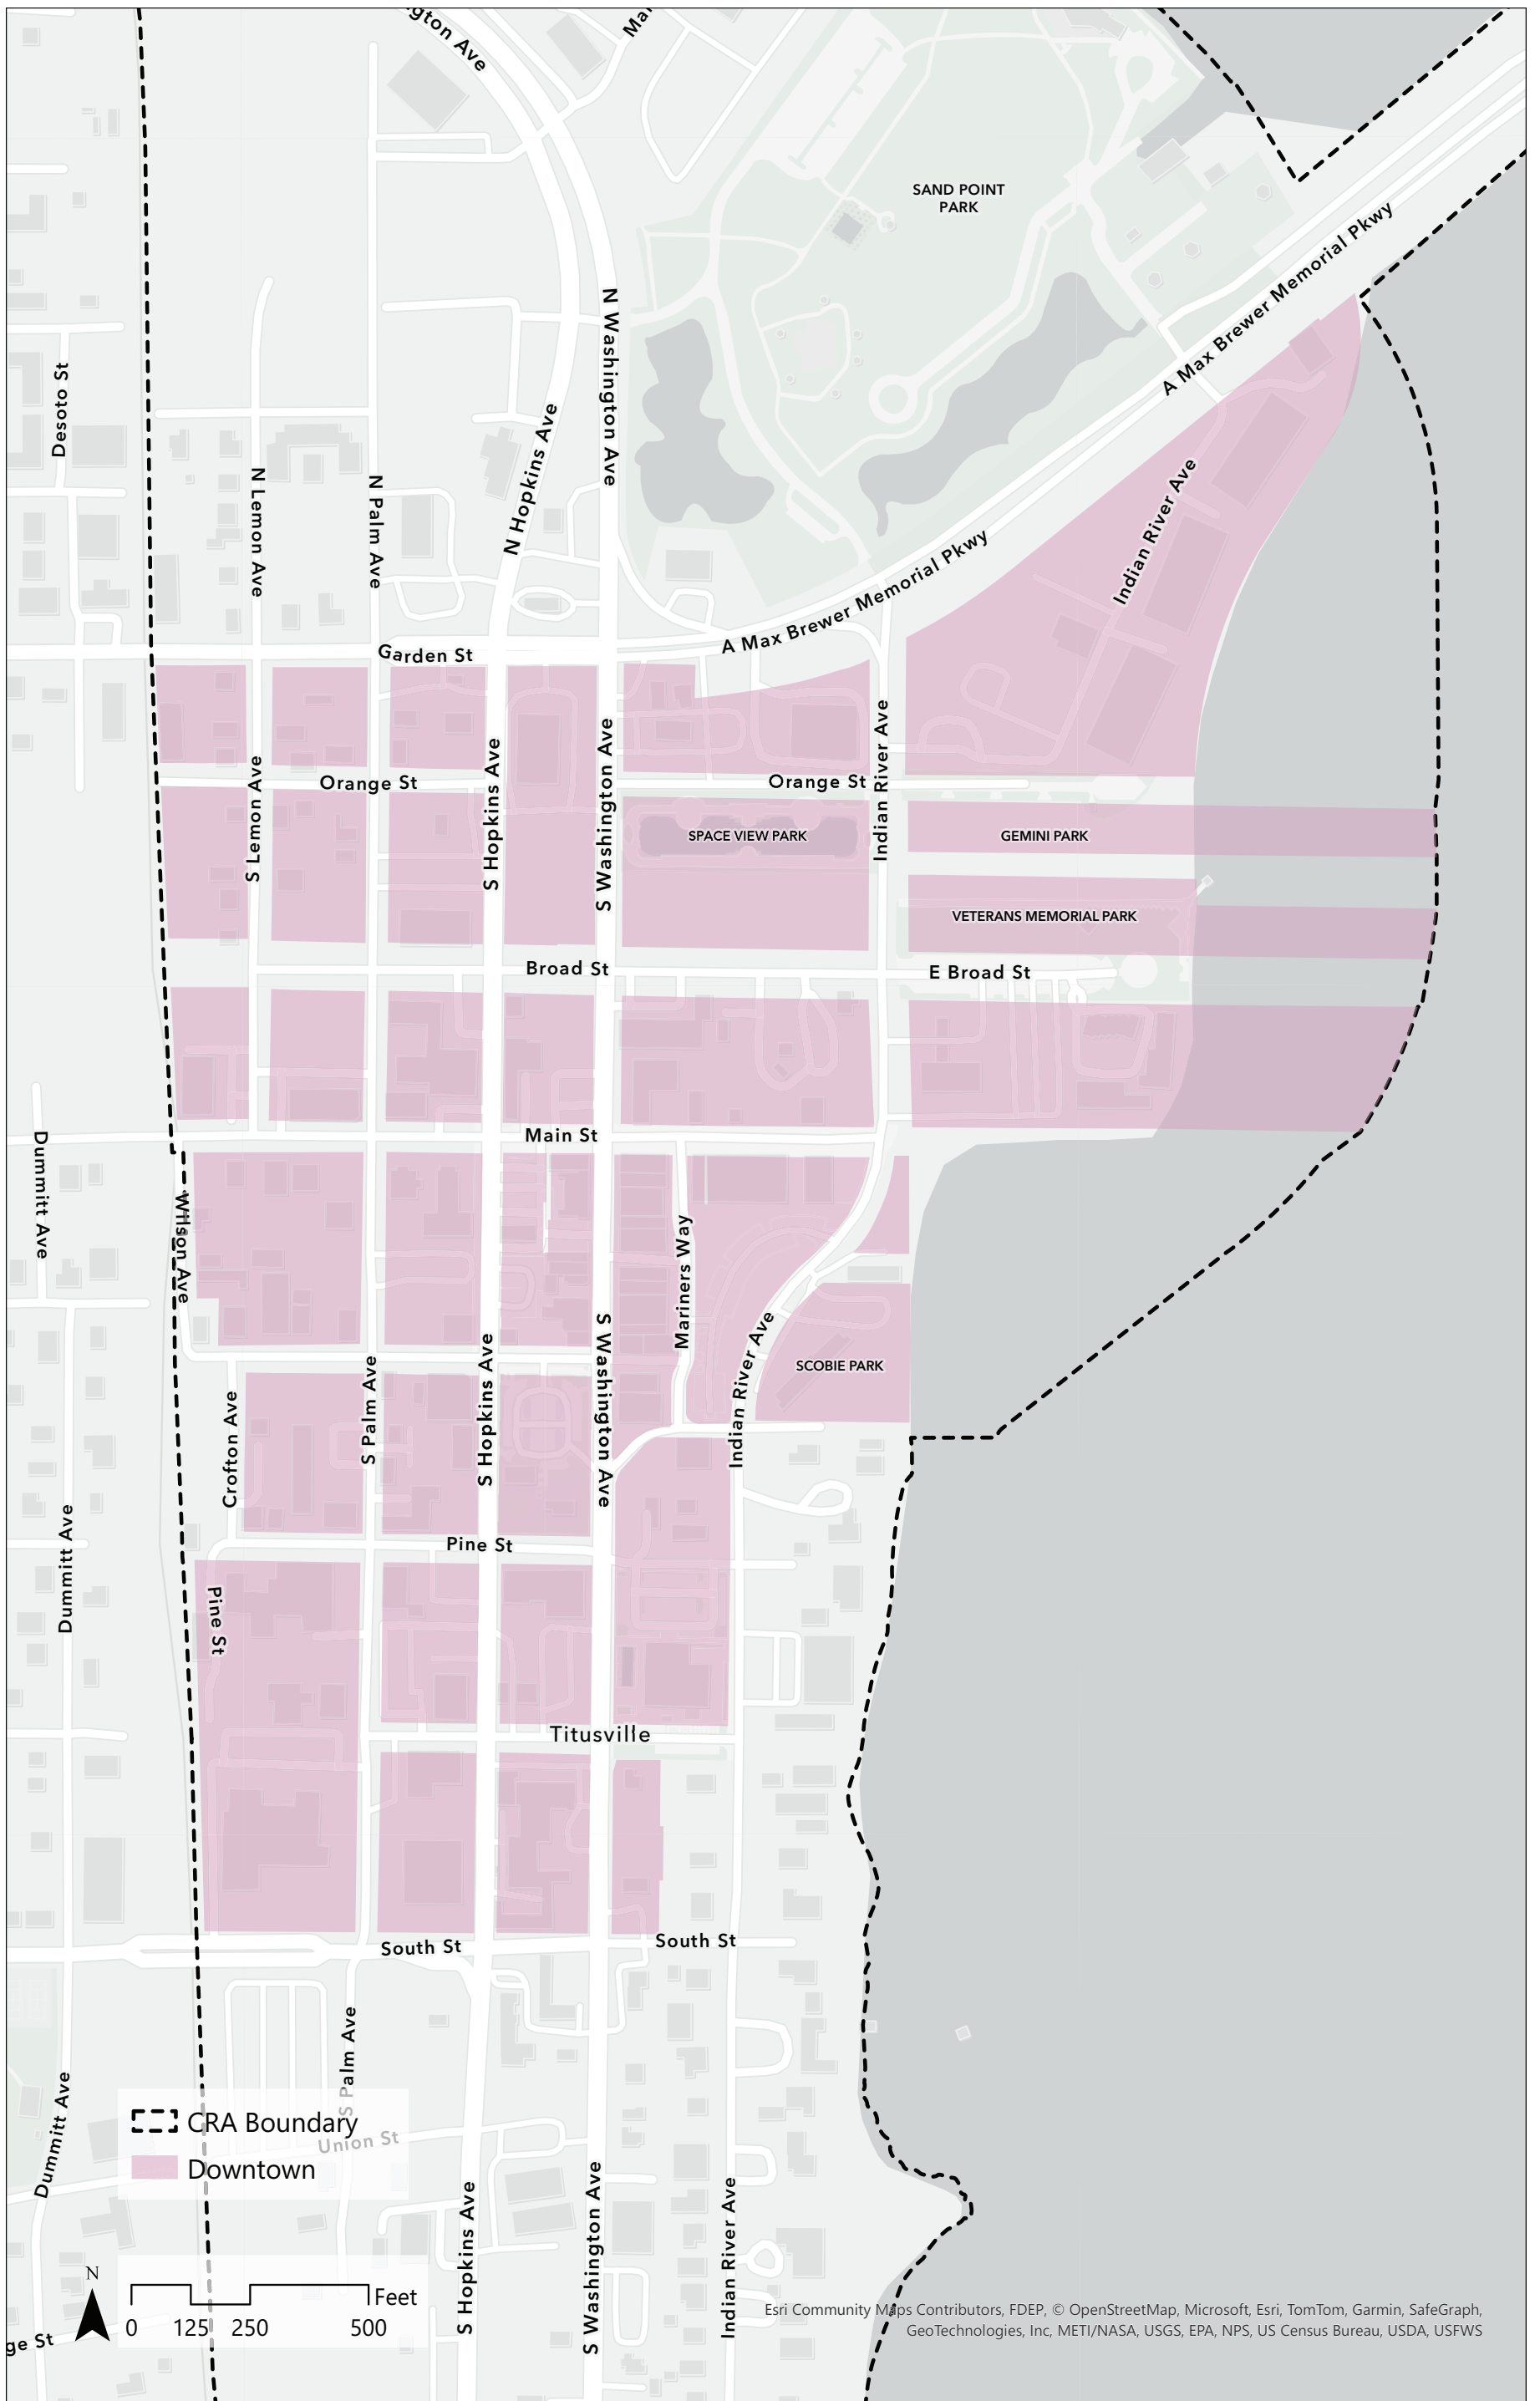 gton Ave
Mar
SAND POINT
PARK
A Max Brewer Memorial Pkwy
N Washington Ave
Desoto St
N Hopkins Ave
N Lemon Ave
N Palm Ave
Indian River Ave
A Max Brewer Memorial Pkwy
Garden St
Indian River Ave
S Washington Ave
S Hopkins Ave
S Lemon Ave
Orange St
Orange St
SPACE VIEW PARK
GEMINI PARK
VETERANS MEMORIAL PARK
Broad St
E Broad St
Main St
Dummitt Ave
Wilson Ave
Mariners Way
Indian River Ave
S Washington Ave
S Hopkins Ave
S Palm Ave
SCOBIE PARK
Crofton Ave
Dummitt Ave
Pine St
Pine St
Titusville
South St
South St
S Palm Ave
Dummitt Ave
CRA Boundary
Union St
Downtown
S Hopkins Ave
S Washington Ave
Indian River Ave
N
Feet
0 125 250 500
ge St
Esri Community Maps Contributors, FDEP, © OpenStreetMap, Microsoft, Esri, TomTom, Garmin, SafeGraph,
GeoTechnologies, Inc, METI/NASA, USGS, EPA, NPS, US Census Bureau, USDA, USFWS